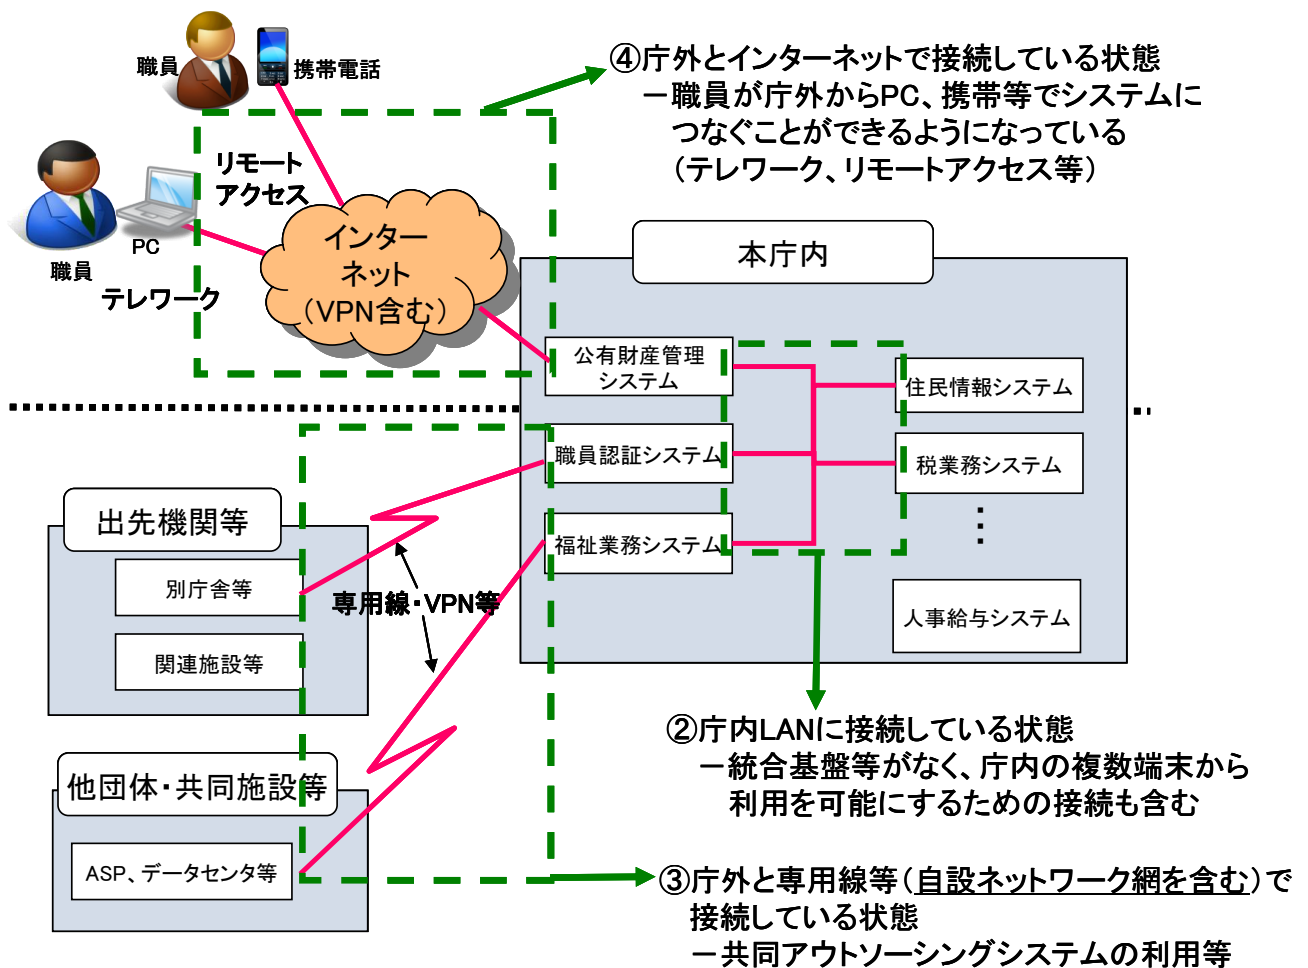 職員
携帯電話
④庁外とインターネットで接続している状態
－職員が庁外からPC、携帯等でシステムに
つなぐことができるようになっている
（テレワーク、リモートアクセス等）
リモート
アクセス
PC
職員
テレワーク
インター
ネット
（VPN含む）
本庁内
公有財産管理
システム
住民情報システム
職員認証システム
税業務システム
福祉業務システム
人事給与システム
出先機関等
別庁舎等
関連施設等
専用線・VPN等
他団体・共同施設等
ASP、データセンタ等
②庁内LANに接続している状態
－統合基盤等がなく、庁内の複数端末から
利用を可能にするための接続も含む
③庁外と専用線等（自設ネットワーク網を含む）で
接続している状態
－共同アウトソーシングシステムの利用等